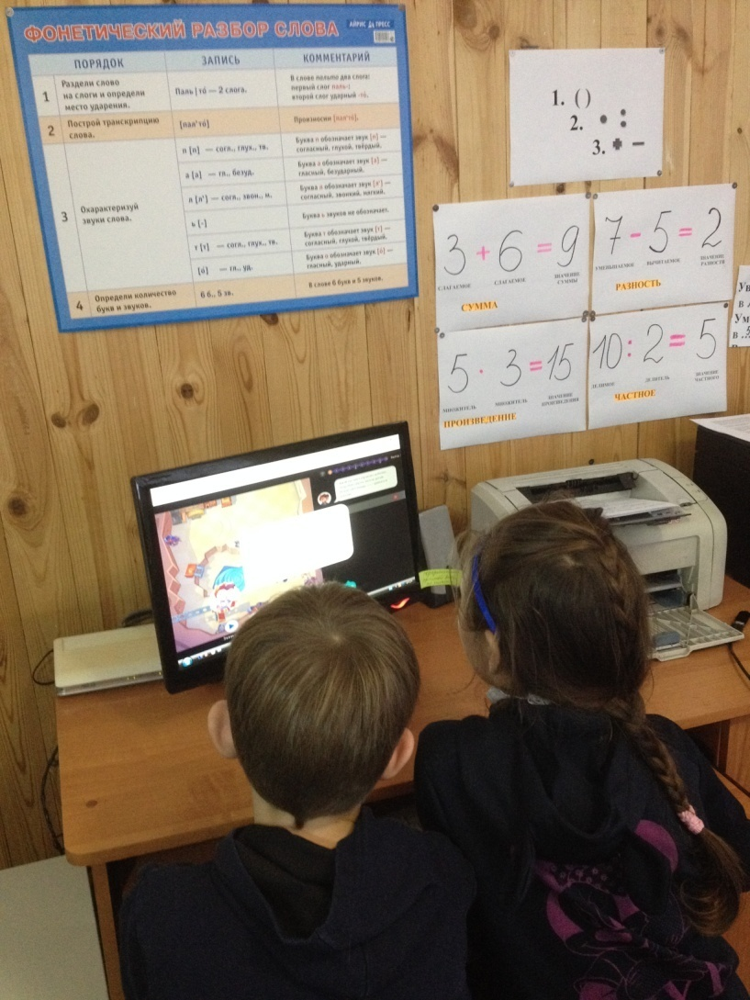 ФОНЕТИЧЕСКИЙ РАЗБОР СЛОВА
АЙРИС ПРЕСС
ПОРЯДОК
ЗАПИСЬ
КОММЕНТАРИЙ
1
Раздели слово
на слоги и определи
место ударения.
Паль | то́ — 2 слога.
В слове пальто два слога:
первый слог паль-;
второй слог ударный -то́.
2
Построй транскрипцию
слова.
[пал'то́]
Произноси [пал'то́].
3
Охарактеризуй
звуки слова.
п [п] — согл., глух., тв.
Буква п обозначает звук [п] —
согласный, глухой, твёрдый.
а [а] — гл., безуд.
Буква а обозначает звук [а] —
гласный, безударный.
л [л'] — согл., звон., м.
Буква л обозначает звук [л'] —
согласный, звонкий, мягкий.
ь [-]
Буква ь звуков не обозначает.
т [т] — согл., глух., тв.
Буква т обозначает звук [т] —
согласный, глухой, твёрдый.
[о́] — гл., уд.
Буква о обозначает звук [о́] —
гласный, ударный.
4
Определи количество
букв и звуков.
6 б., 5 зв.
В слове 6 букв и 5 звуков.
1. ( )
2. • :
3. + −
3 + 6 = 9
СЛАГАЕМОЕ СЛАГАЕМОЕ ЗНАЧЕНИЕ СУММЫ
СУММА
7 - 5 = 2
УМЕНЬШАЕМОЕ ВЫЧИТАЕМОЕ ЗНАЧЕНИЕ РАЗНОСТИ
РАЗНОСТЬ
5 · 3 = 15
МНОЖИТЕЛЬ МНОЖИТЕЛЬ ЗНАЧЕНИЕ ПРОИЗВЕДЕНИЯ
ПРОИЗВЕДЕНИЕ
10 : 2 = 5
ДЕЛИМОЕ ДЕЛИТЕЛЬ ЗНАЧЕНИЕ ЧАСТНОГО
ЧАСТНОЕ